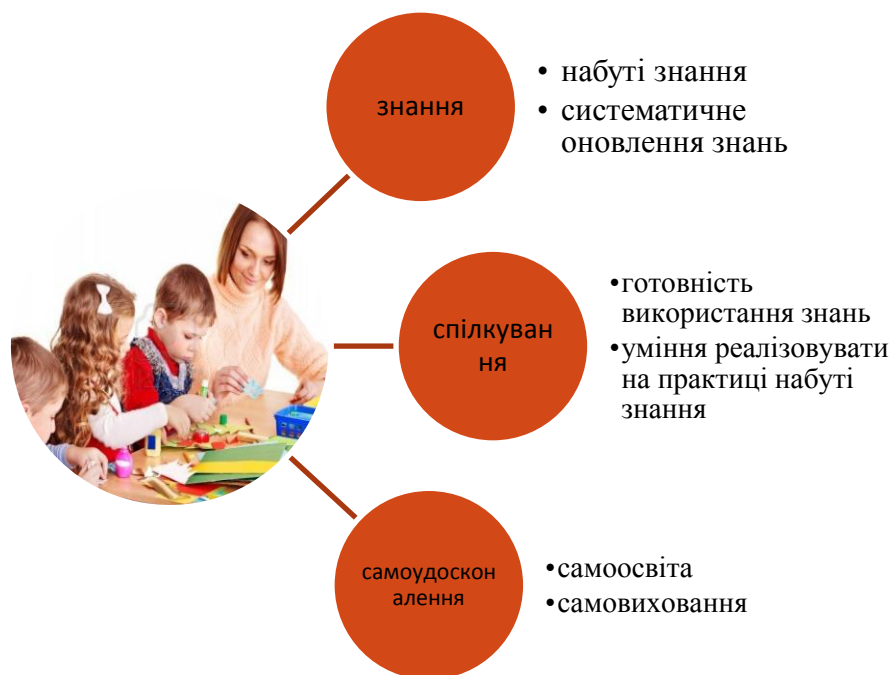 знання
• набуті знання
• систематичне
оновлення знань
спілкуван
ня
•готовність
використання знань
•уміння реалізовувати
на практиці набуті
знання
самоудоскон
алення
•самоосвіта
•самовиховання